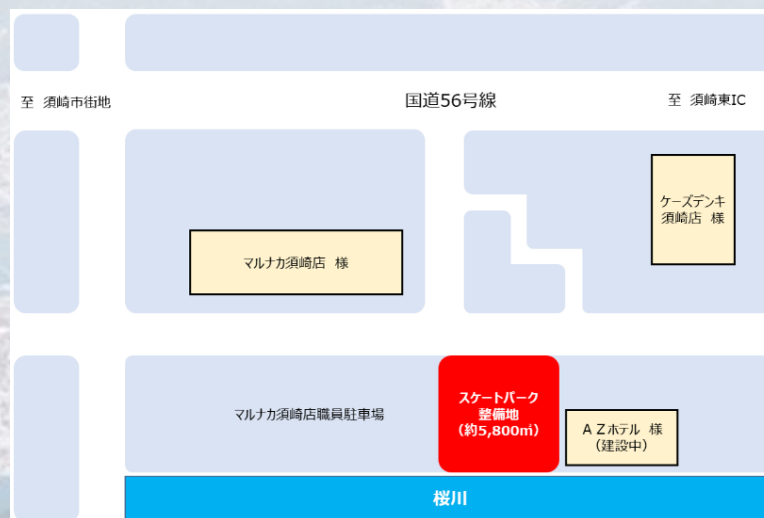 至 須崎市街地
国道56号線
至 須崎東IC
ケーズデンキ
須崎店 様
マルナカ須崎店 様
マルナカ須崎店職員駐車場
スケートパーク
整備地
(約5,800㎡)
AZホテル 様
(建設中)
桜川